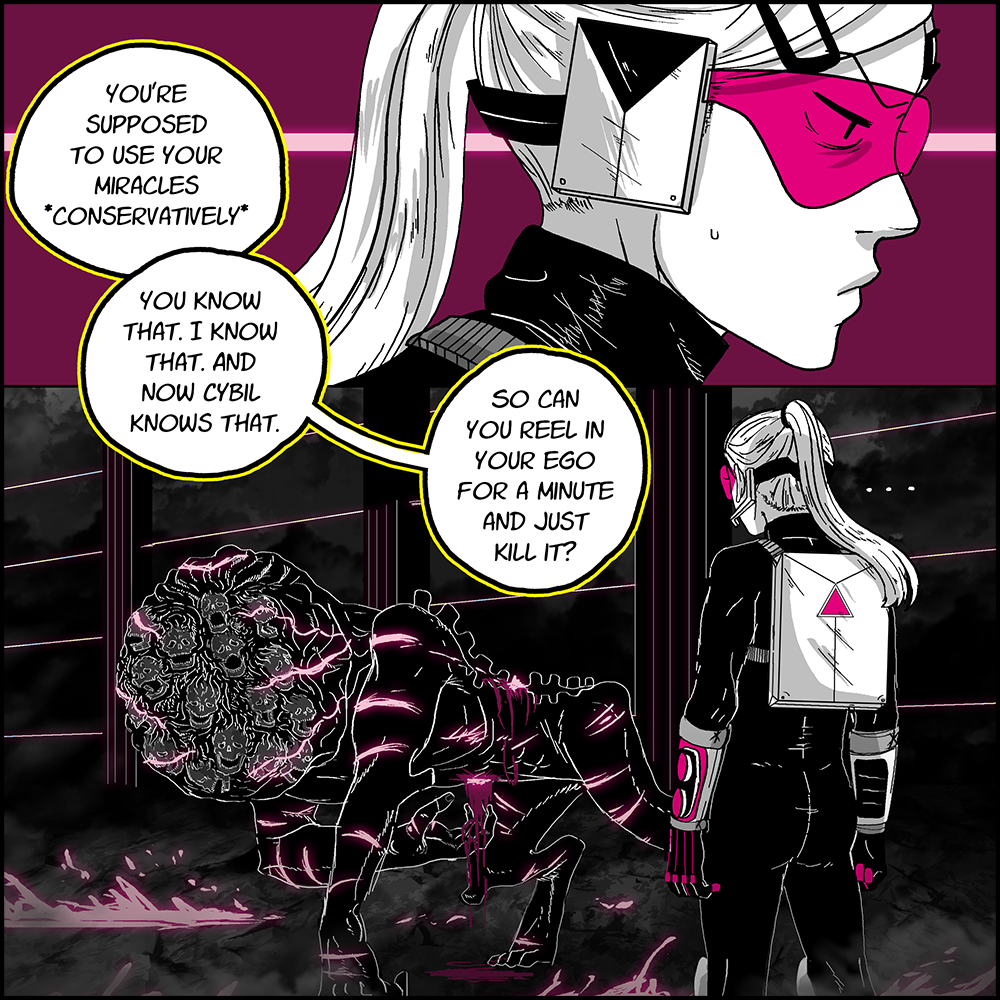 YOU'RE
SUPPOSED
TO USE YOUR
MIRACLES
*CONSERVATIVELY*
YOU KNOW
THAT. I KNOW
THAT. AND
NOW CYBIL
KNOWS THAT.
SO CAN
YOU REEL IN
YOUR EGO
FOR A MINUTE
AND JUST
KILL IT?
...